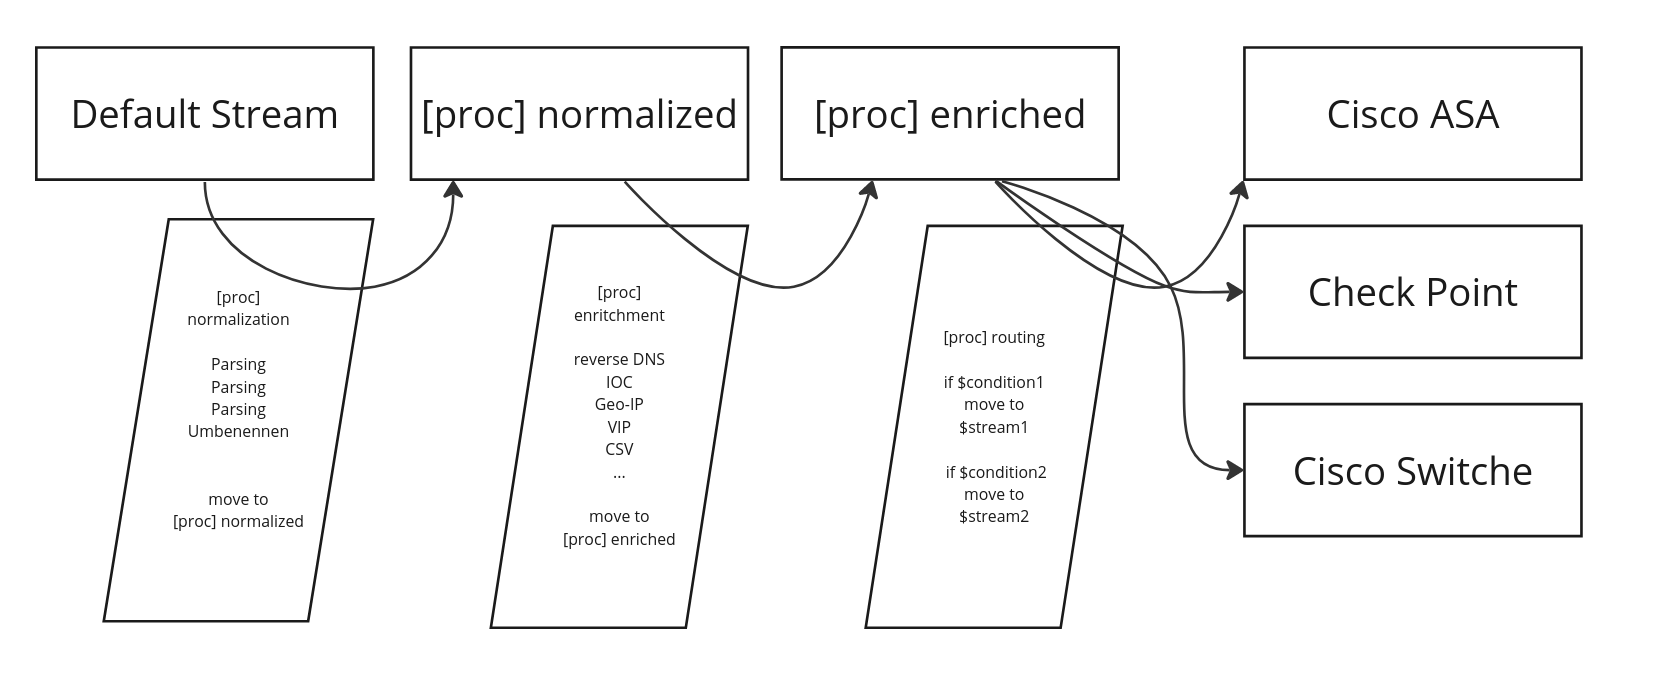 Default Stream
[proc] normalized
[proc] enriched
Cisco ASA
Check Point
Cisco Switche
[proc]
normalization
Parsing
Parsing
Parsing
Umbenennen
move to
[proc] normalized
[proc]
enritchment
reverse DNS
IOC
Geo-IP
VIP
CSV
...
move to
[proc] enriched
[proc] routing
if $condition1
move to
$stream1
if $condition2
move to
$stream2